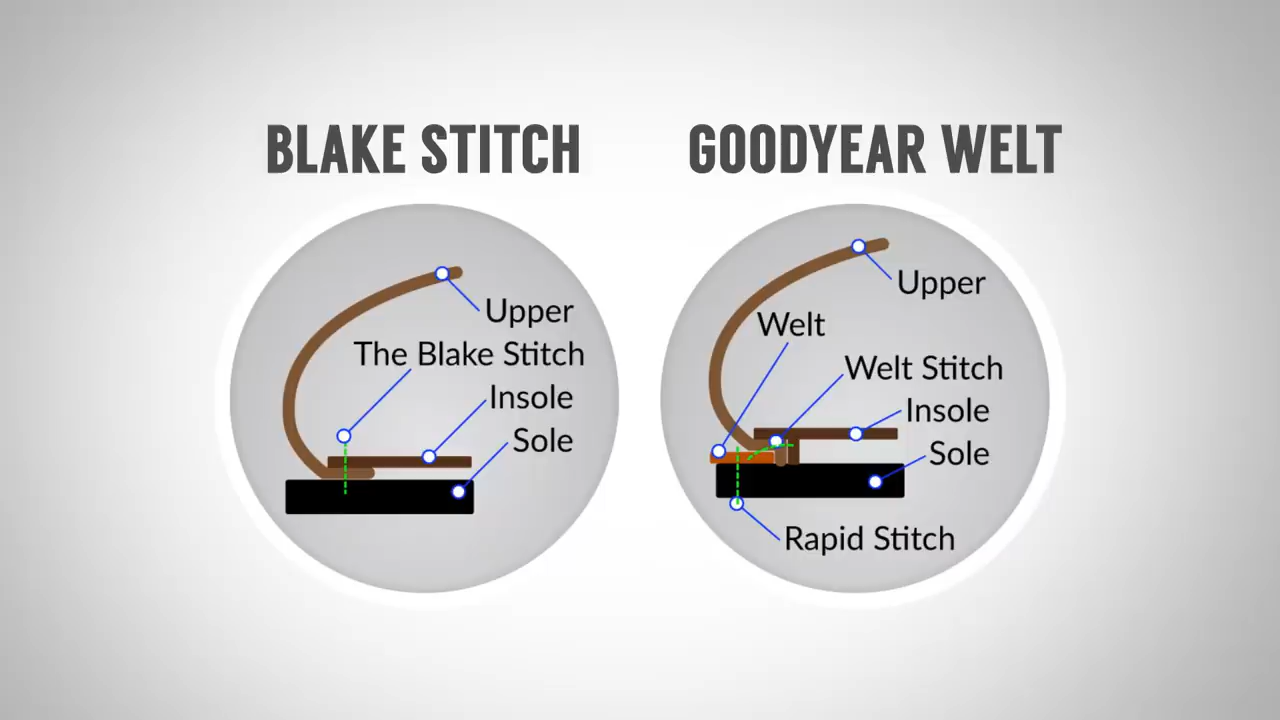 BLAKE STITCH
Upper
The Blake Stitch
Insole
Sole
GOODYEAR WELT
Upper
Welt
Welt Stitch
Insole
Sole
Rapid Stitch